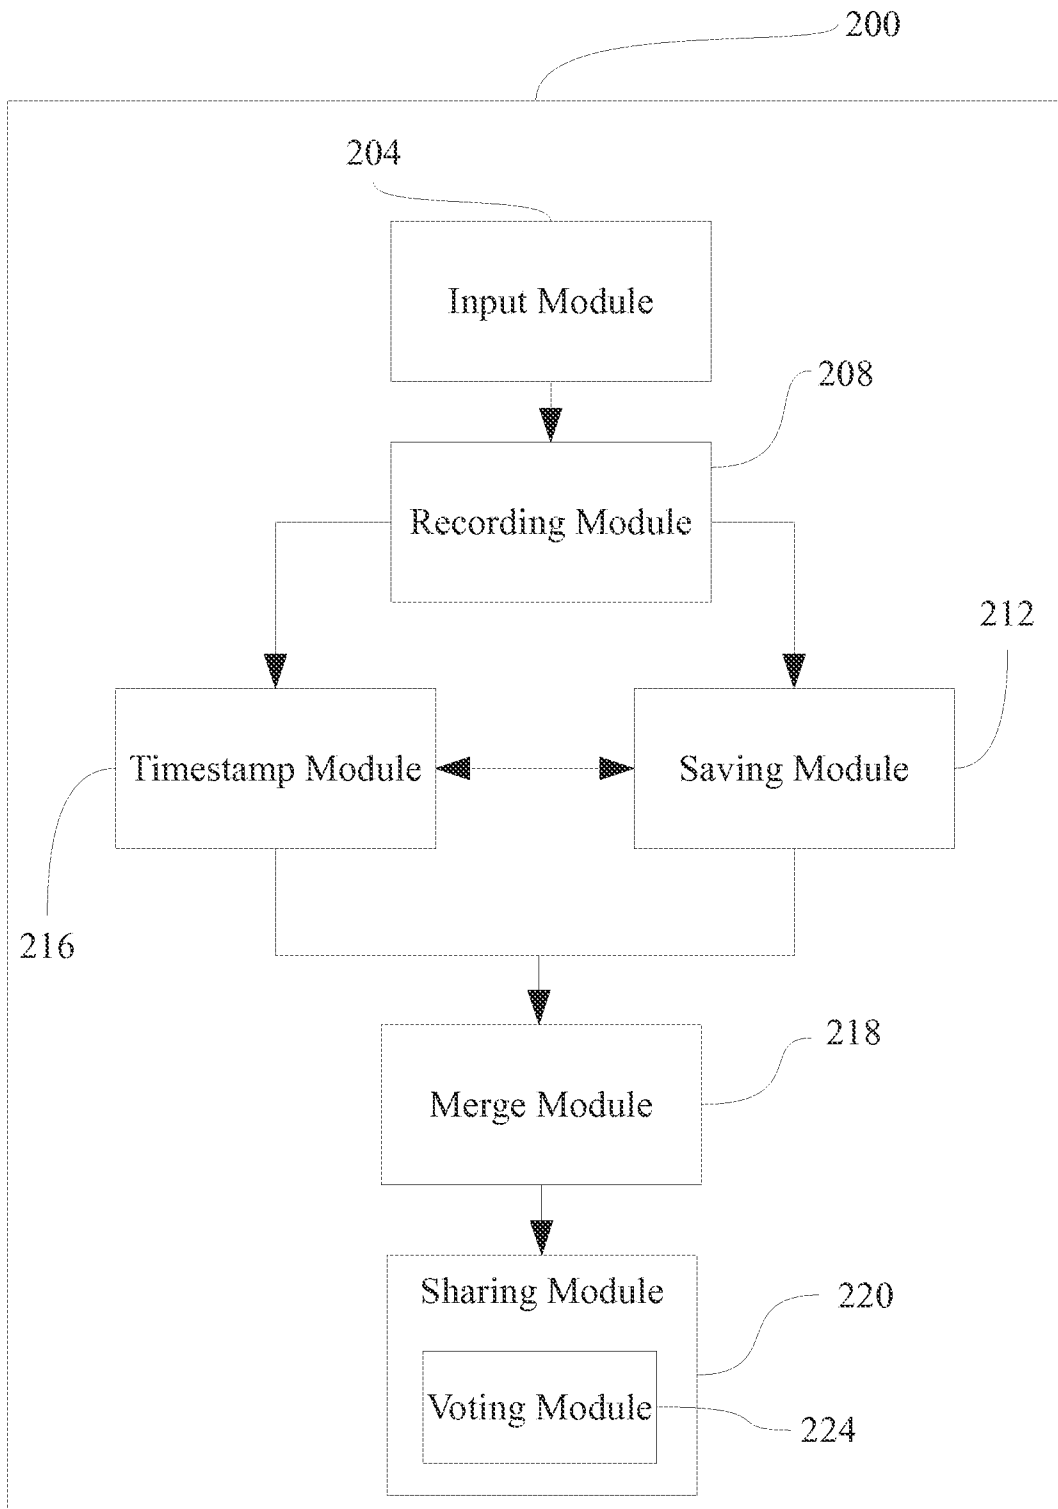 200
204
Input Module
208
Recording Module
212
Timestamp Module
Saving Module
216
218
Merge Module
Sharing Module
220
Voting Module
224